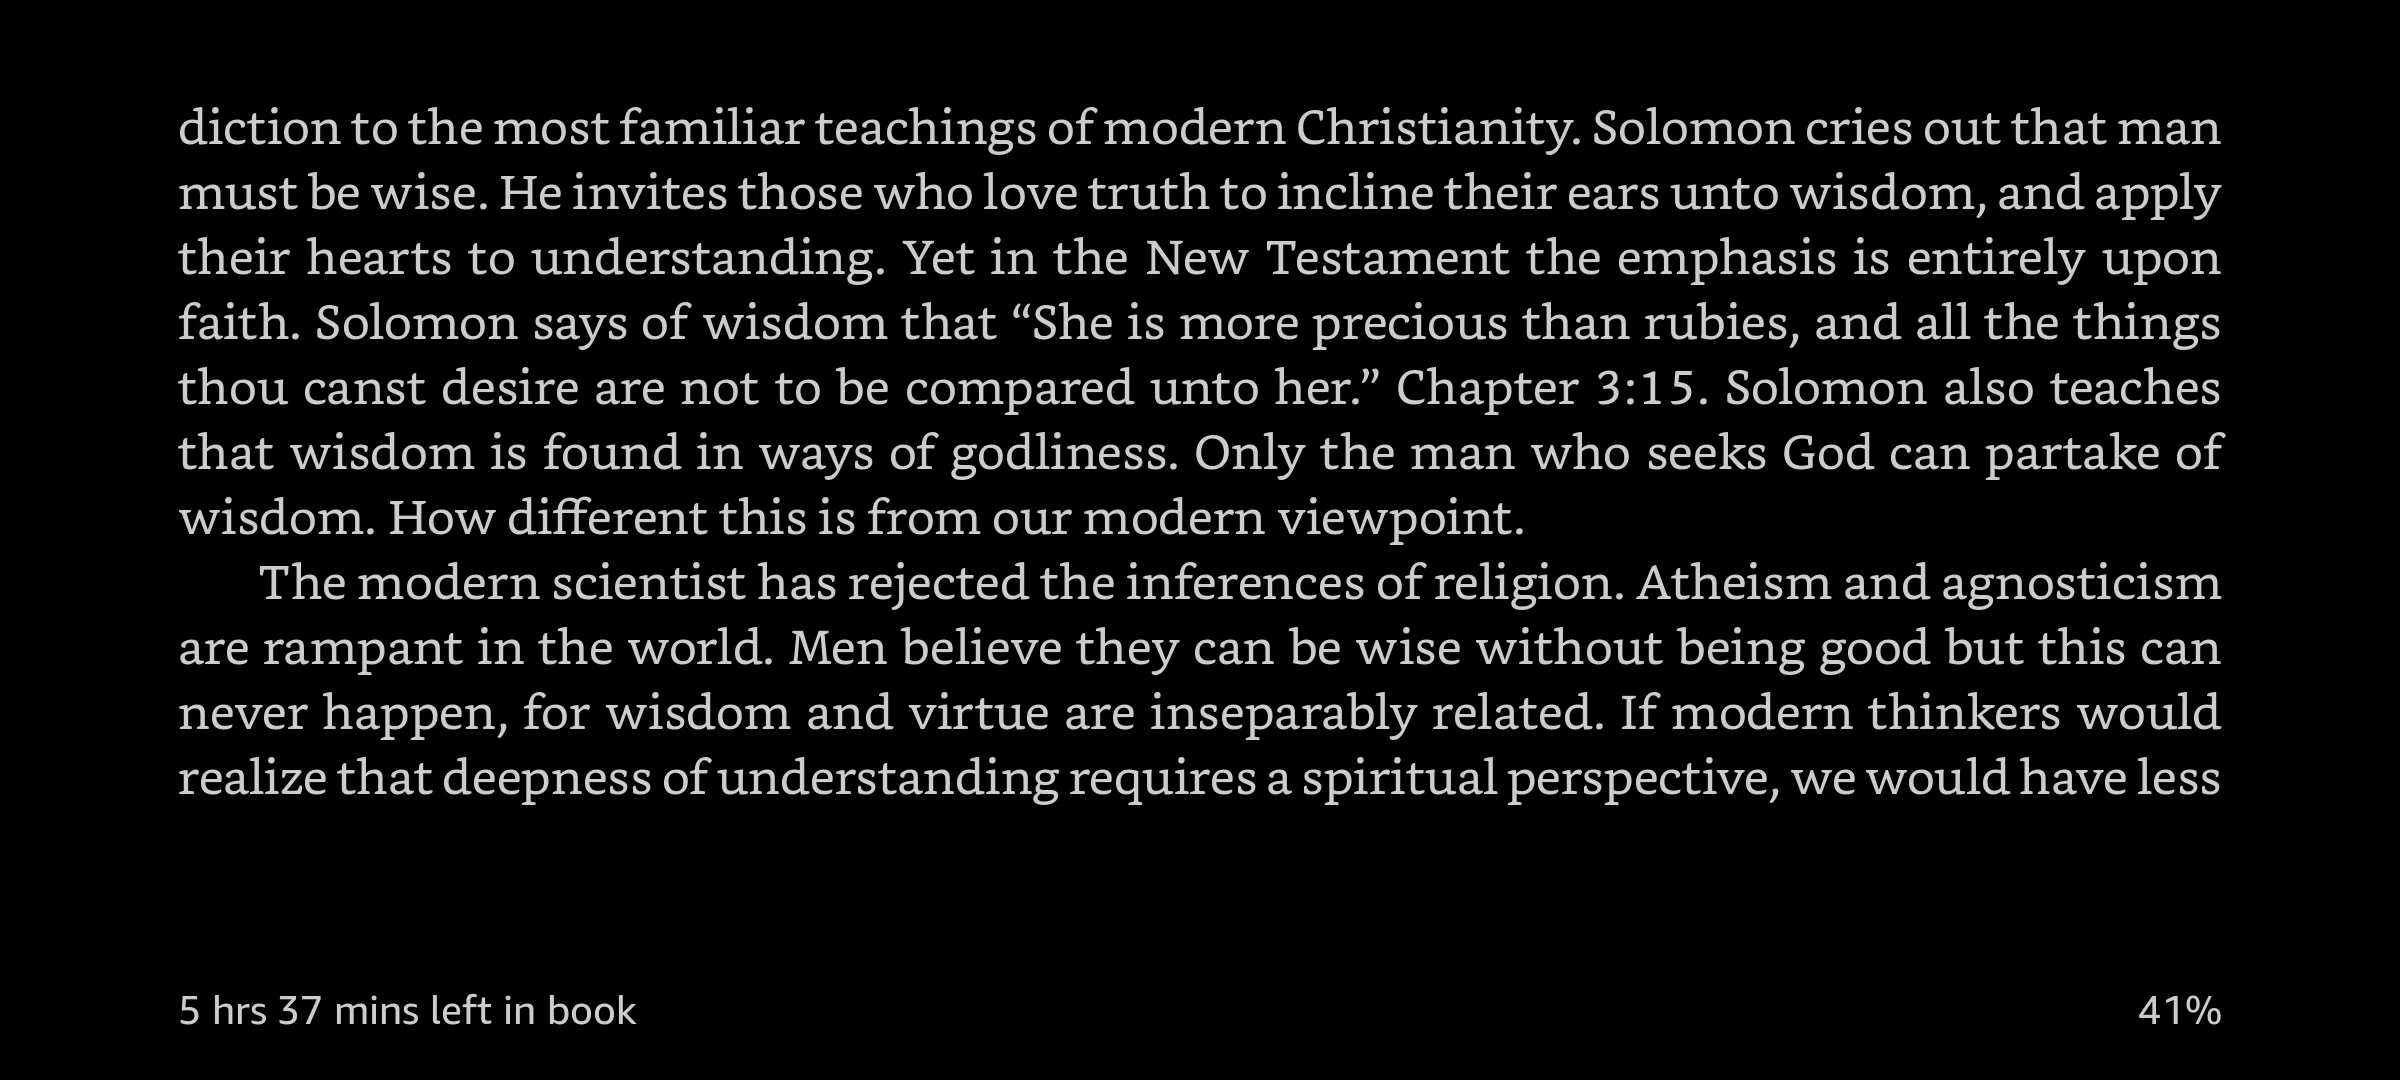 diction to the most familiar teachings of modern Christianity. Solomon cries out that man
must be wise. He invites those who love truth to incline their ears unto wisdom, and apply
their hearts to understanding. Yet in the New Testament the emphasis is entirely upon
faith. Solomon says of wisdom that “She is more precious than rubies, and all the things
thou canst desire are not to be compared unto her.” Chapter 3:15. Solomon also teaches
that wisdom is found in ways of godliness. Only the man who seeks God can partake of
wisdom. How different this is from our modern viewpoint.
The modern scientist has rejected the inferences of religion. Atheism and agnosticism
are rampant in the world. Men believe they can be wise without being good but this can
never happen, for wisdom and virtue are inseparably related. If modern thinkers would
realize that deepness of understanding requires a spiritual perspective, we would have less
5 hrs 37 mins left in book
41%